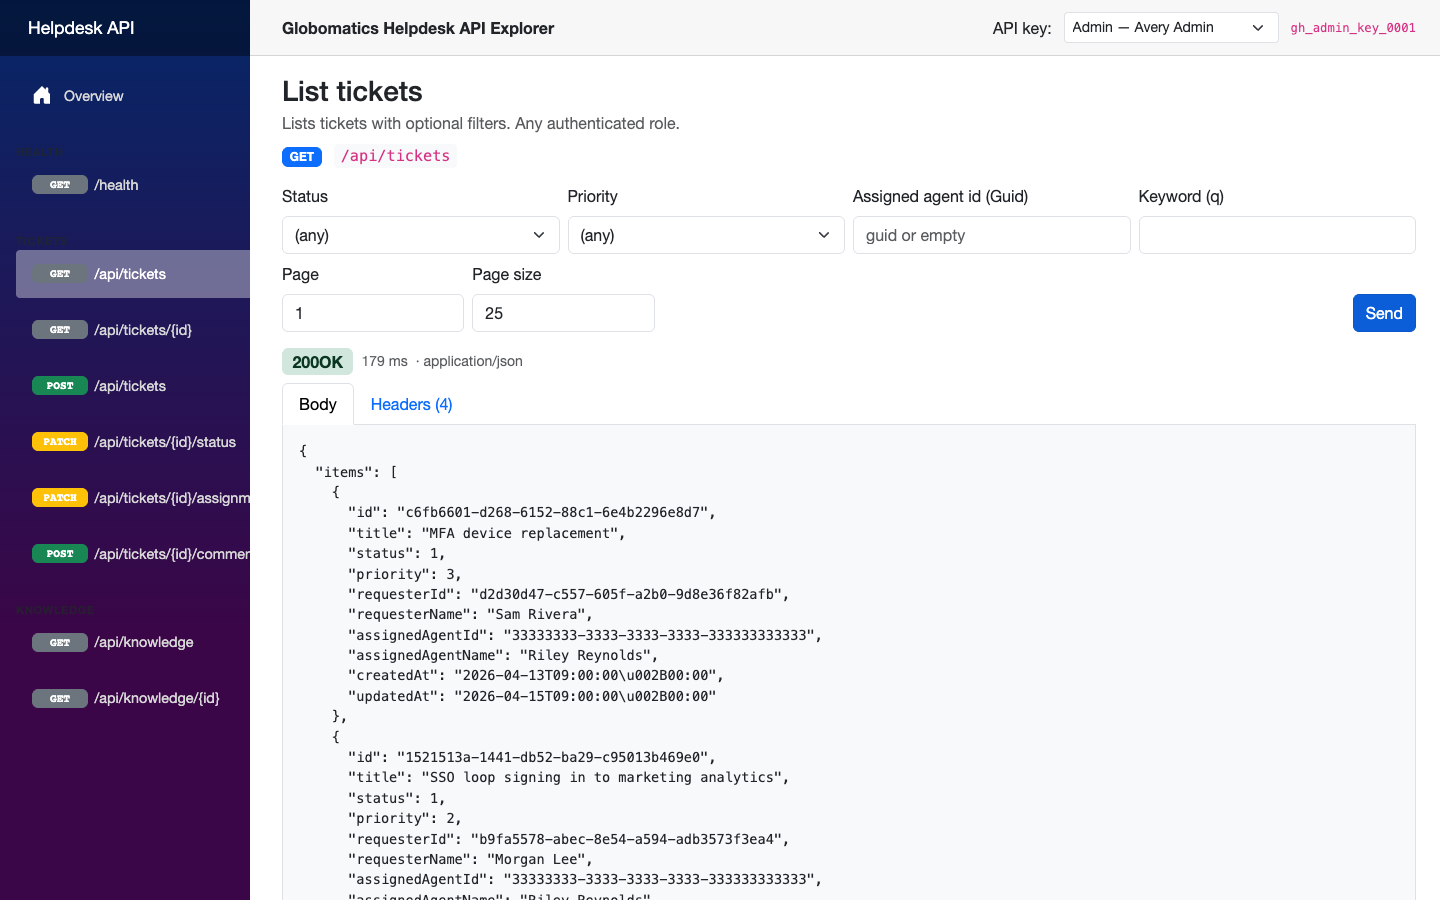 Helpdesk API
Globomatics Helpdesk API Explorer
API key:
Admin — Avery Admin
gh_admin_key_0001
Overview
HEALTH
GET /health
TICKETS
GET /api/tickets
GET /api/tickets/{id}
POST /api/tickets
PATCH /api/tickets/{id}/status
PATCH /api/tickets/{id}/assignm
POST /api/tickets/{id}/commer
KNOWLEDGE
GET /api/knowledge
GET /api/knowledge/{id}
List tickets
Lists tickets with optional filters. Any authenticated role.
GET /api/tickets
Status Priority Assigned agent id (Guid) Keyword (q)
(any) (any) guid or empty
Page Page size
1 25 Send
200OK 179 ms · application/json
Body Headers (4)
{
"items": [
{
"id": "c6fb6601-d268-6152-88c1-6e4b2296e8d7",
"title": "MFA device replacement",
"status": 1,
"priority": 3,
"requesterId": "d2d30d47-c557-605f-a2b0-9d8e36f82afb",
"requesterName": "Sam Rivera",
"assignedAgentId": "33333333-3333-3333-3333-333333333333",
"assignedAgentName": "Riley Reynolds",
"createdAt": "2026-04-13T09:00:00\u002B00:00",
"updatedAt": "2026-04-15T09:00:00\u002B00:00"
},
{
"id": "1521513a-1441-db52-ba29-c95013b469e0",
"title": "SSO loop signing in to marketing analytics",
"status": 1,
"priority": 2,
"requesterId": "b9fa5578-abec-8e54-a594-adb3573f3ea4",
"requesterName": "Morgan Lee",
"assignedAgentId": "33333333-3333-3333-3333-333333333333",
"assignedAgentName": "Riley Reynolds",